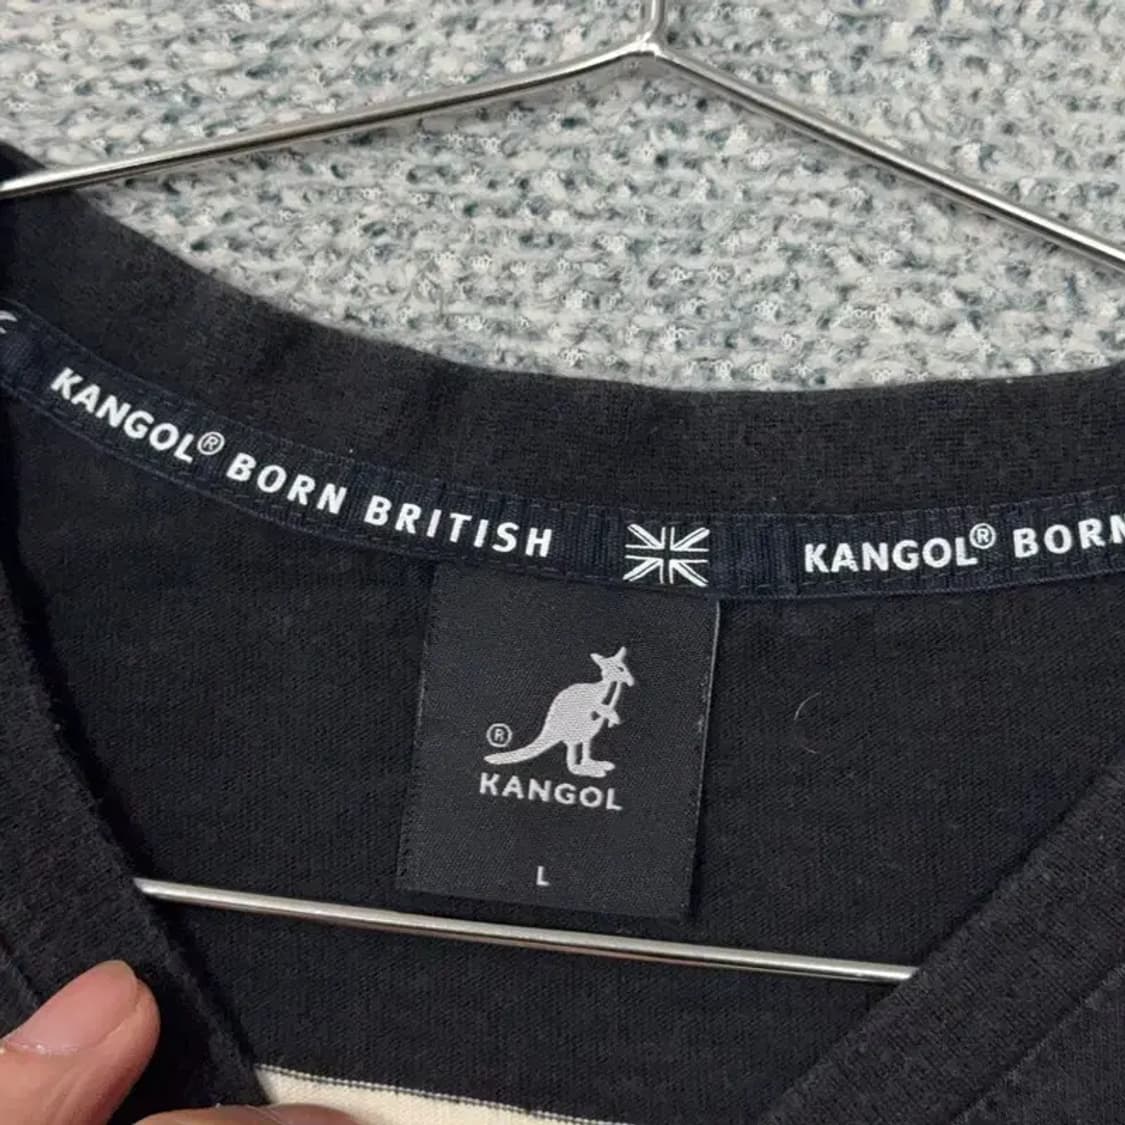 KANGOL® BORN BRITISH
KANGOL® BORN
®
KANGOL
L